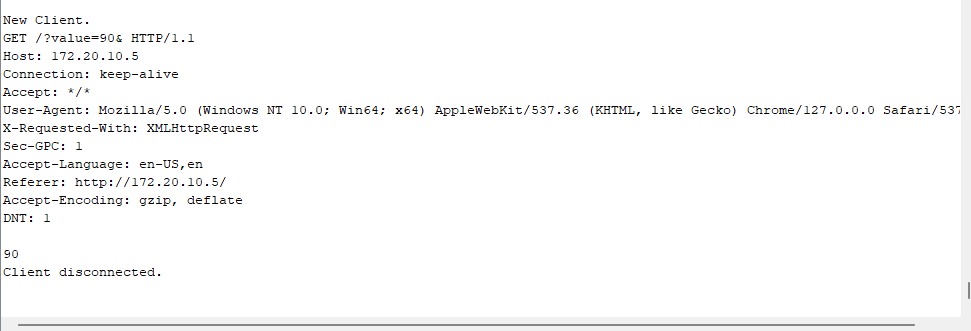 New Client.
GET /?value=90& HTTP/1.1
Host: 172.20.10.5
Connection: keep-alive
Accept: */*
User-Agent: Mozilla/5.0 (Windows NT 10.0; Win64; x64) AppleWebKit/537.36 (KHTML, like Gecko) Chrome/127.0.0.0 Safari/537
X-Requested-With: XMLHttpRequest
Sec-GPC: 1
Accept-Language: en-US,en
Referer: http://172.20.10.5/
Accept-Encoding: gzip, deflate
DNT: 1
90
Client disconnected.